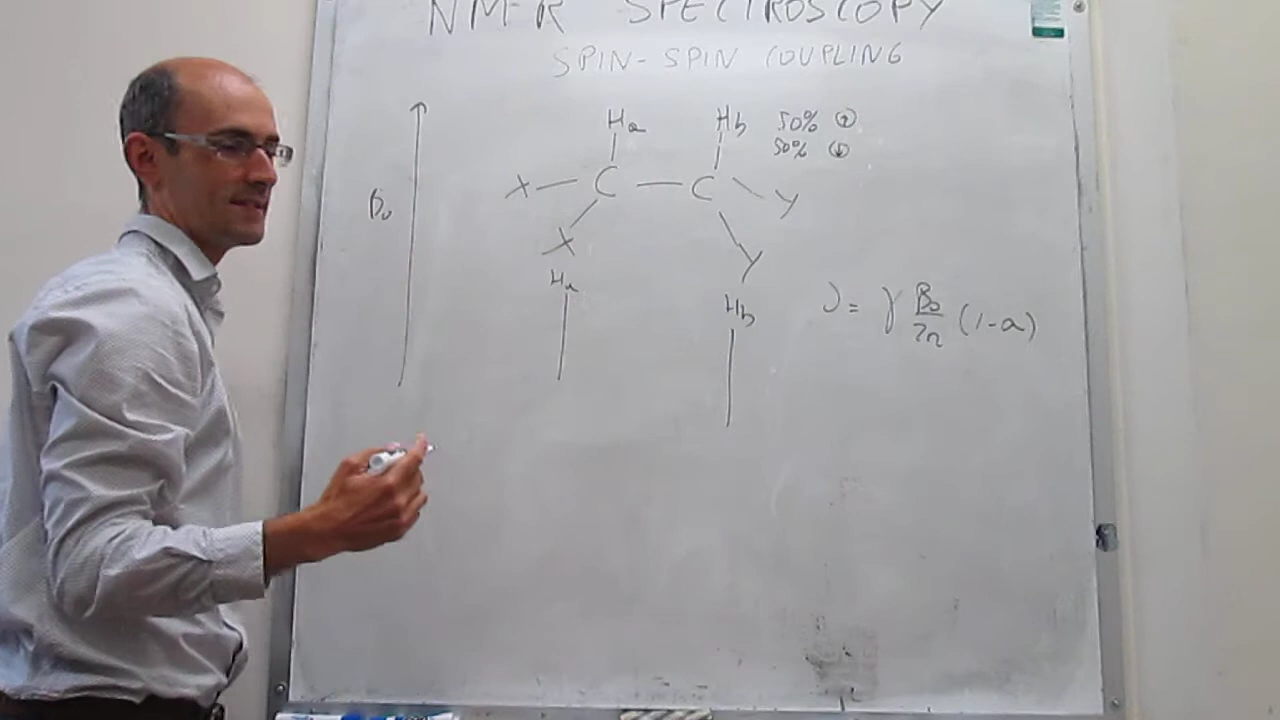 NMR SPECTROSCOPY
SPIN-SPIN COUPLING
Ha Hb 50% ↑
50% ↓
X C C Y
B₀
X Y
Ha
Hb
ν = γ B₀/2π (1-α)